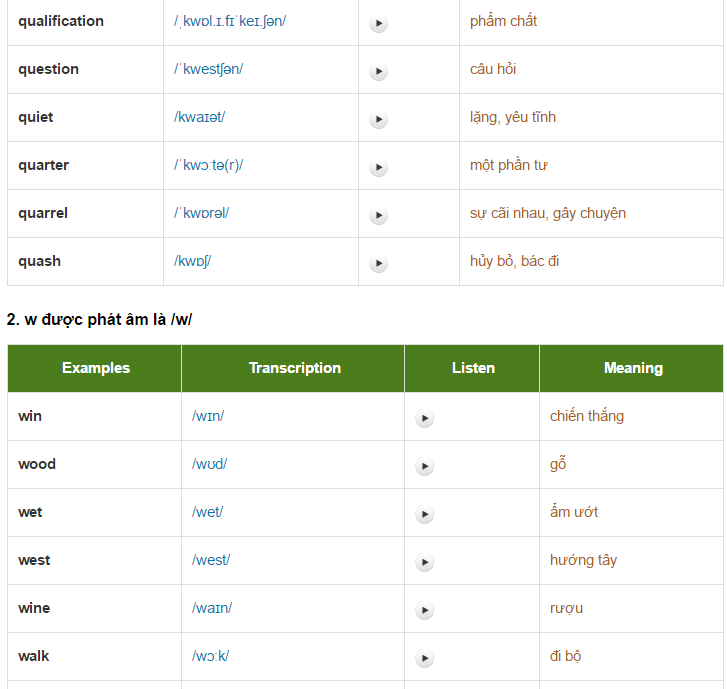 qualification /ˌkwɒl.ɪ.fɪˈkeɪ.ʃən/ phẩm chất
question /ˈkwestʃən/ câu hỏi
quiet /kwaɪət/ lặng, yêu tĩnh
quarter /ˈkwɔːtə(r)/ một phần tư
quarrel /ˈkwɒrəl/ sự cãi nhau, gây chuyện
quash /kwɒʃ/ hủy bỏ, bác đi
2. w được phát âm là /w/
Examples Transcription Listen Meaning
win /wɪn/ chiến thắng
wood /wʊd/ gỗ
wet /wet/ ẩm ướt
west /west/ hướng tây
wine /waɪn/ rượu
walk /wɔːk/ đi bộ